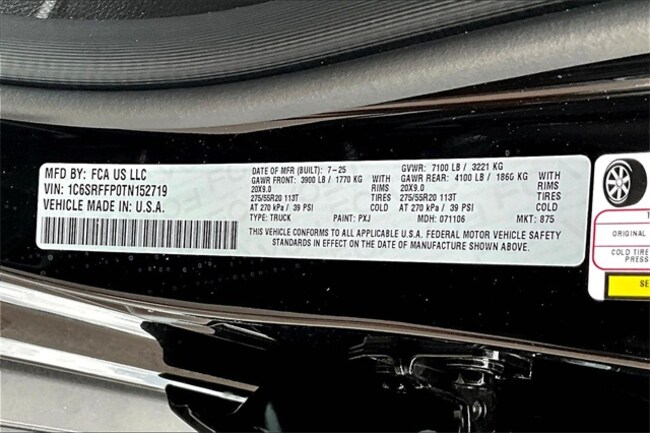 MFD BY: FCA US LLC
VIN: 1C6SRFFP0TN152719
VEHICLE MADE IN: U.S.A.
DATE OF MFR (BUILT): 7-25 GVWR: 7100 LB / 3221 KG
GAWR FRONT: 3900 LB / 1770 KG RIMS GAWR REAR: 4100 LB / 1860 KG RIMS
20X9.0 TIRES 20X9.0 TIRES
275/55R20 113T 275/55R20 113T
AT 270 kPa / 39 PSI COLD AT 270 kPa / 39 PSI COLD
TYPE: TRUCK PAINT: PXJ MDH: 071106 MKT: 875
THIS VEHICLE CONFORMS TO ALL APPLICABLE U.S.A. FEDERAL MOTOR VEHICLE SAFETY
STANDARDS IN EFFECT ON THE DATE OF MANUFACTURE SHOWN ABOVE.
ORIGINAL
COLD TIRE
PRESS
SE